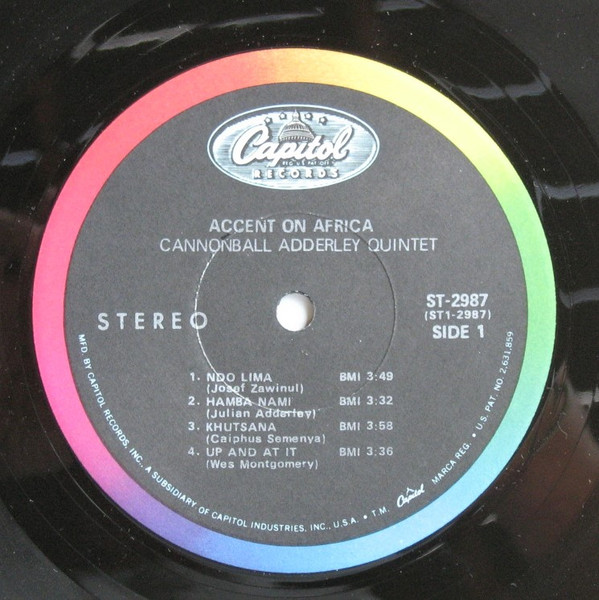 Capitol
RECORDS
ACCENT ON AFRICA
CANNONBALL ADDERLEY QUINTET
STEREO
ST-2987
(ST1-2987)
SIDE 1
1. NDO LIMA BMI 3:49
(Josef Zawinul)
2. HAMBA NAMI BMI 3:32
(Julian Adderley)
3. KHUTSANA BMI 3:58
(Caiphus Semenya)
4. UP AND AT IT BMI 3:36
(Wes Montgomery)
MFD. BY CAPITOL RECORDS, INC., A SUBSIDIARY OF CAPITOL INDUSTRIES, INC., U.S.A. • T.M. Capitol MARCA REG. • U.S. PAT. NO. 2,631,859